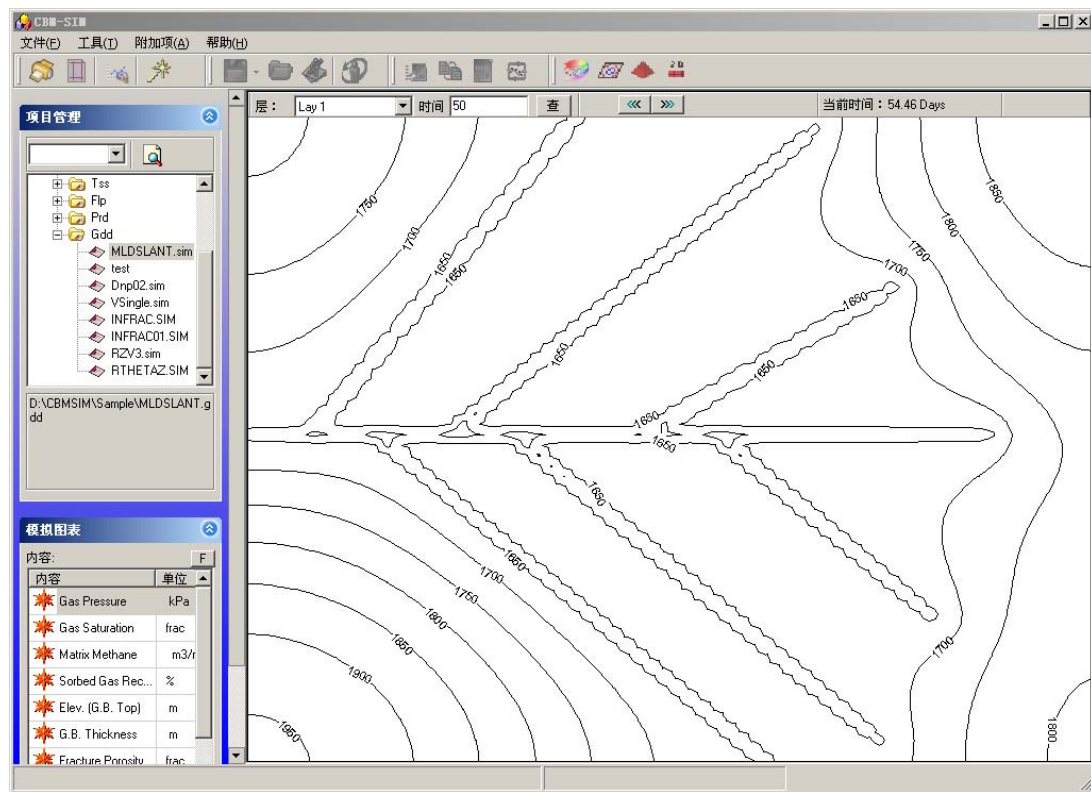 CBM-SIM
文件(F) 工具(T) 附加项(A) 帮助(H)
层： Lay 1 时间 50 查 当前时间：54.46 Days
项目管理
Tss
Flp
Prd
Gdd
MLDSLANT.sim
test
Dnp02.sim
VSingle.sim
INFRAC.SIM
INFRAC01.SIM
RZV3.sim
RTHETAZ.SIM
D:\CBMSIM\Sample\MLDSLANT.g
dd
模拟图表
内容: F
内容 单位
Gas Pressure kPa
Gas Saturation frac
Matrix Methane m3/r
Sorbed Gas Rec... %
Elev. (G.B. Top) m
G.B. Thickness m
Fracture Porosity frac
1750
1700
1650
1650
1650
1650
1650
1650
1650
1650
1650
1700
1750
1800
1850
1650
1700
1750
1800
1850
1900
1950
1700
1800